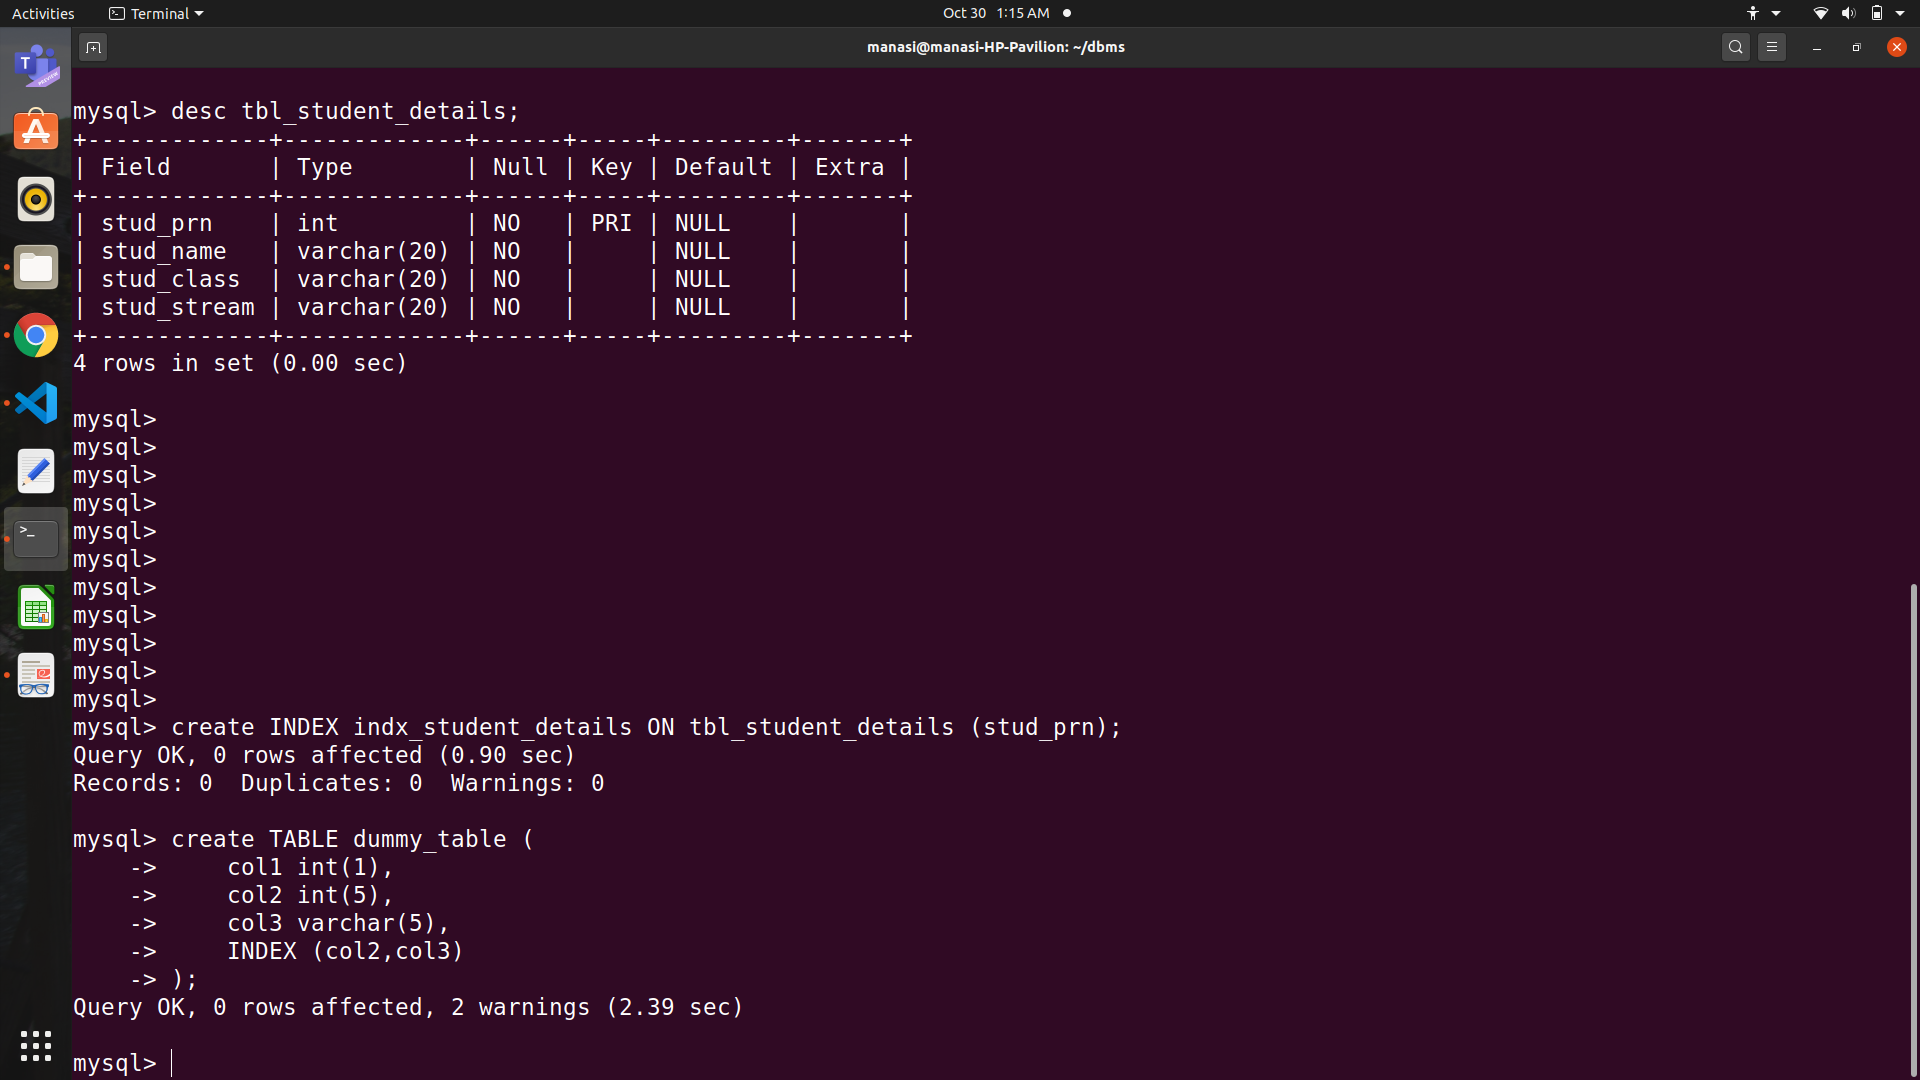 Activities Terminal Oct 30 1:15 AM
manasi@manasi-HP-Pavilion: ~/dbms
mysql> desc tbl_student_details;
+-------------+-------------+------+-----+---------+-------+
| Field       | Type        | Null | Key | Default | Extra |
+-------------+-------------+------+-----+---------+-------+
| stud_prn    | int         | NO   | PRI | NULL    |       |
| stud_name   | varchar(20) | NO   |     | NULL    |       |
| stud_class  | varchar(20) | NO   |     | NULL    |       |
| stud_stream | varchar(20) | NO   |     | NULL    |       |
+-------------+-------------+------+-----+---------+-------+
4 rows in set (0.00 sec)
mysql>
mysql>
mysql>
mysql>
mysql>
mysql>
mysql>
mysql>
mysql>
mysql>
mysql>
mysql> create INDEX indx_student_details ON tbl_student_details (stud_prn);
Query OK, 0 rows affected (0.90 sec)
Records: 0  Duplicates: 0  Warnings: 0
mysql> create TABLE dummy_table (
    ->     col1 int(1),
    ->     col2 int(5),
    ->     col3 varchar(5),
    ->     INDEX (col2,col3)
    -> );
Query OK, 0 rows affected, 2 warnings (2.39 sec)
mysql>